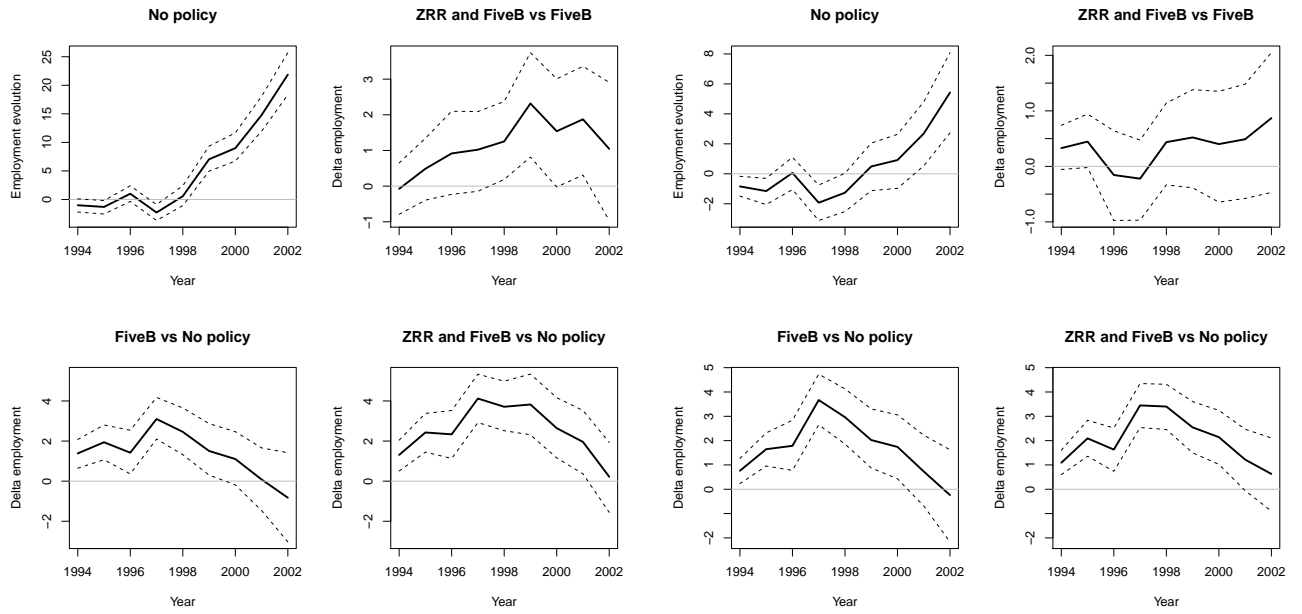 No policy
Employment evolution
25
20
15
10
5
0
1994 1996 1998 2000 2002
Year
ZRR and FiveB vs FiveB
Delta employment
3
2
1
0
−1
1994 1996 1998 2000 2002
Year
No policy
Employment evolution
8
6
4
2
0
−2
1994 1996 1998 2000 2002
Year
ZRR and FiveB vs FiveB
Delta employment
2.0
1.0
0.0
−1.0
1994 1996 1998 2000 2002
Year
FiveB vs No policy
Delta employment
4
2
0
−2
1994 1996 1998 2000 2002
Year
ZRR and FiveB vs No policy
Delta employment
4
2
0
−2
1994 1996 1998 2000 2002
Year
FiveB vs No policy
Delta employment
5
4
3
2
1
0
−2
1994 1996 1998 2000 2002
Year
ZRR and FiveB vs No policy
Delta employment
5
4
3
2
1
0
−2
1994 1996 1998 2000 2002
Year